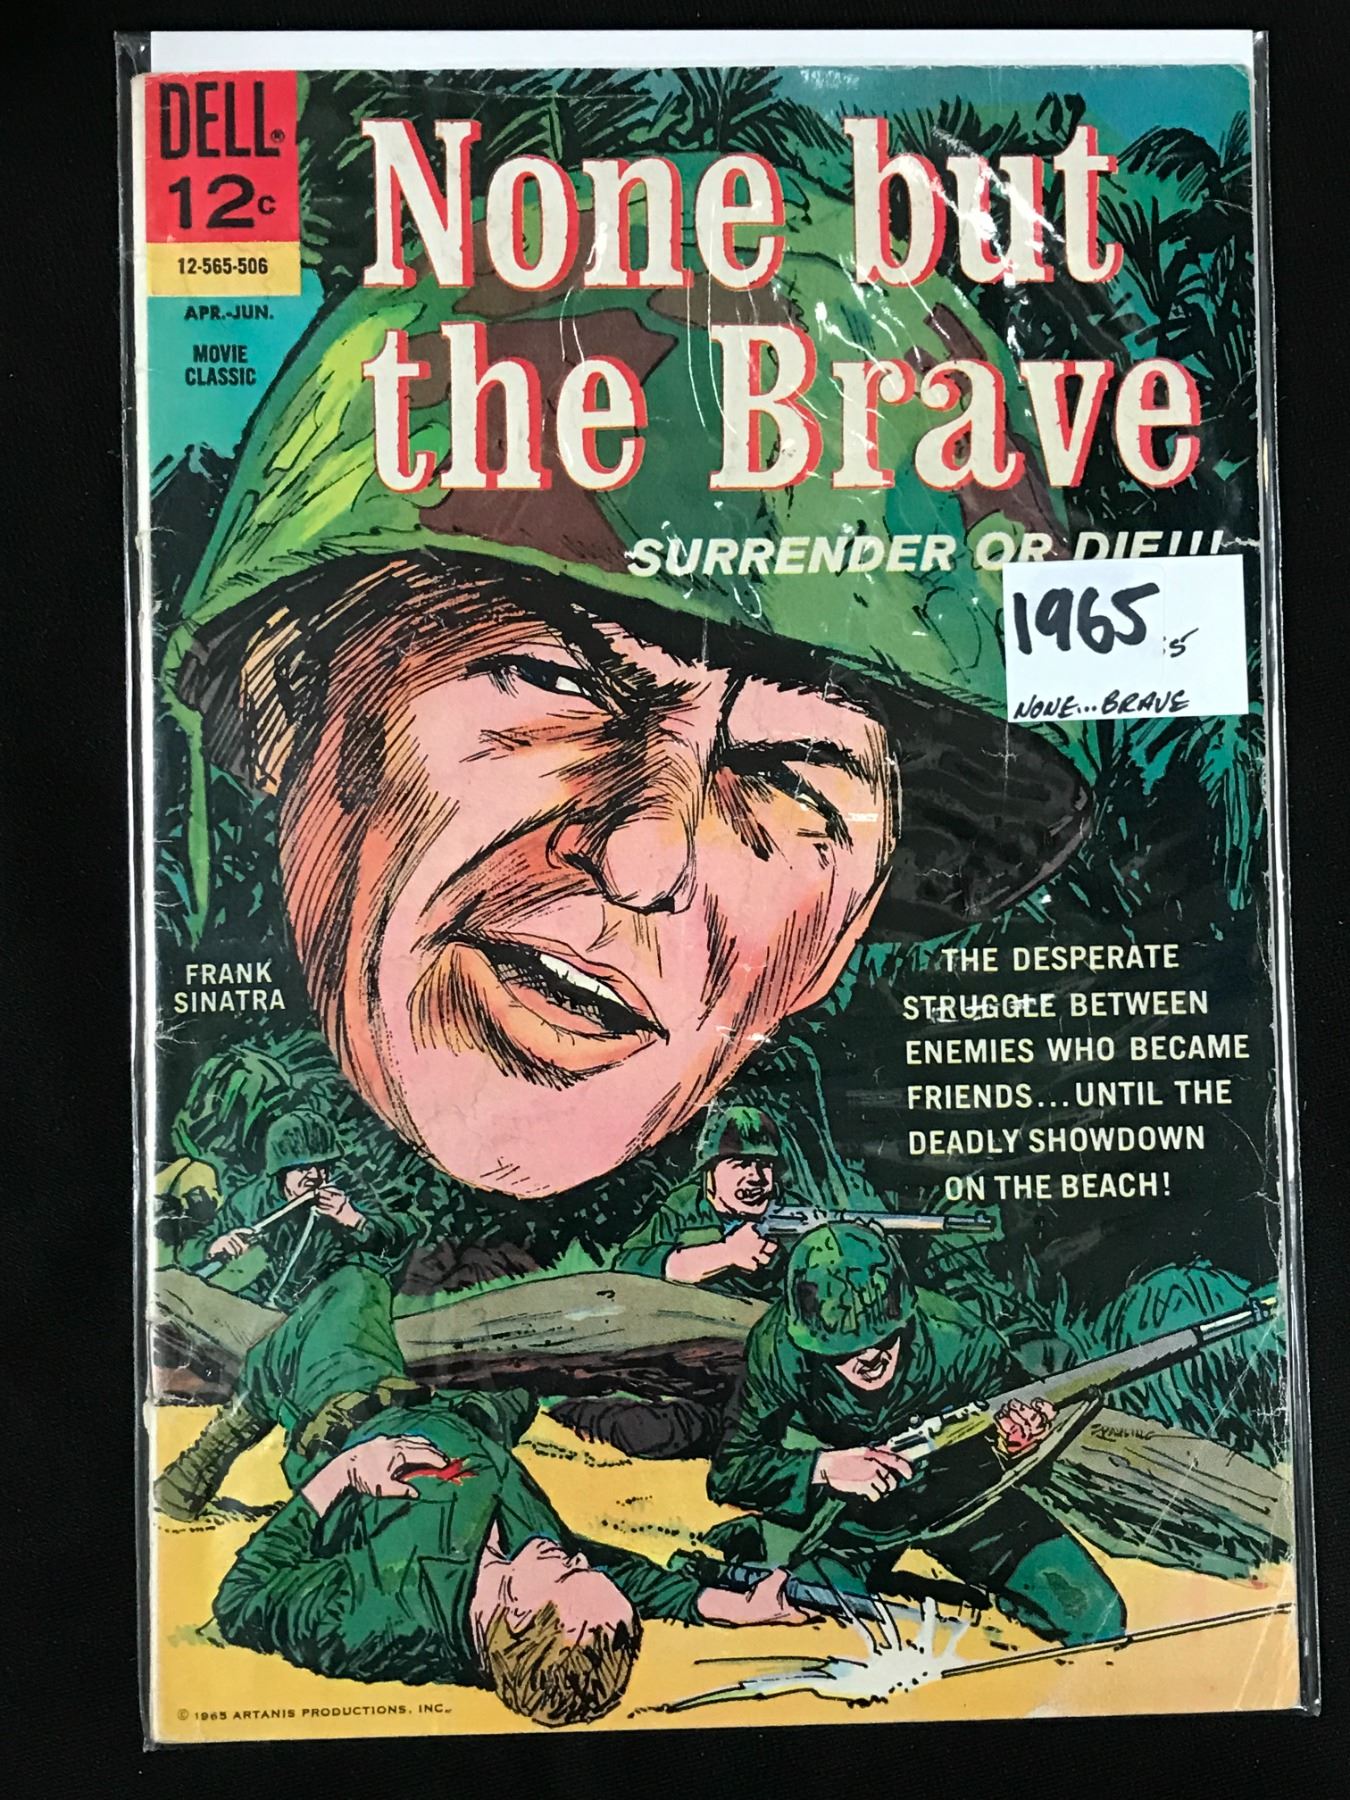 DELL®
12c
12-565-506
APR.-JUN.
MOVIE
CLASSIC
None but
the Brave
SURRENDER OR DIE!!!
1965
NONE...BRAVE
FRANK
SINATRA
THE DESPERATE
STRUGGLE BETWEEN
ENEMIES WHO BECAME
FRIENDS...UNTIL THE
DEADLY SHOWDOWN
ON THE BEACH!
© 1965 ARTANIS PRODUCTIONS, INC.